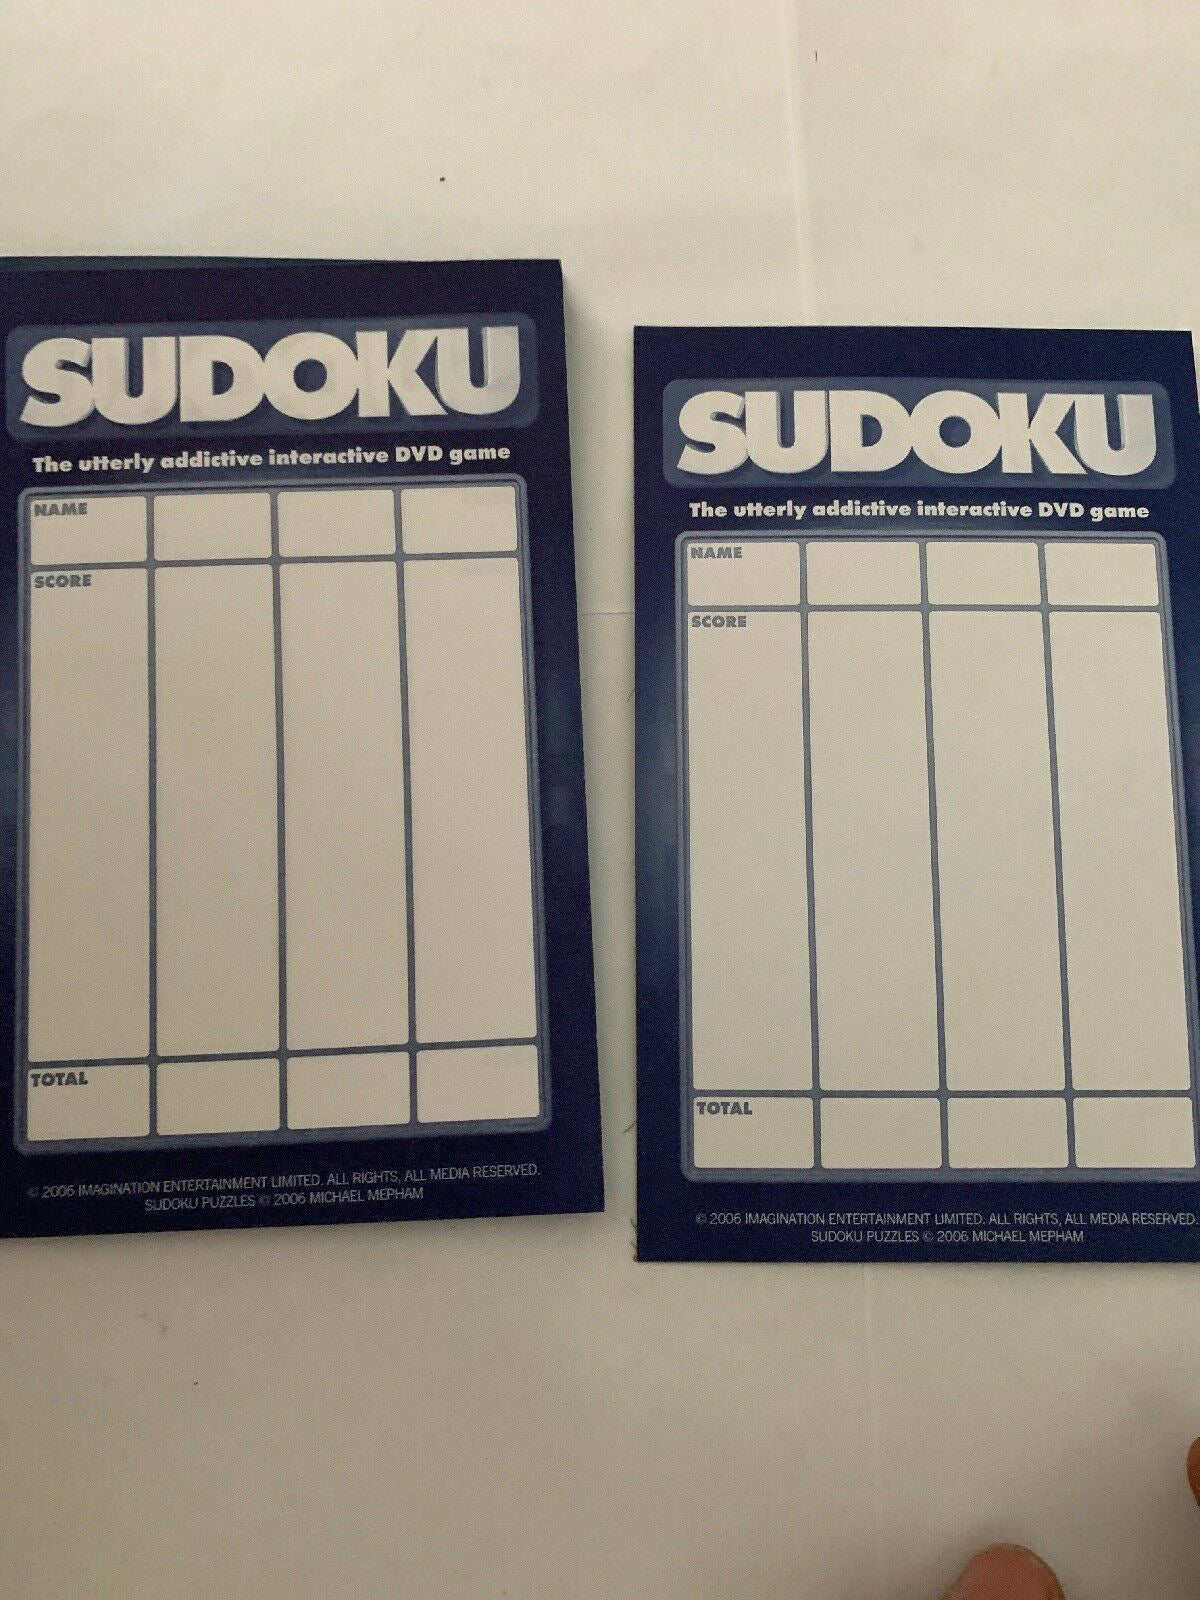 SUDOKU
The utterly addictive interactive DVD game
NAME
SCORE
TOTAL
© 2006 IMAGINATION ENTERTAINMENT LIMITED. ALL RIGHTS, ALL MEDIA RESERVED.
SUDOKU PUZZLES © 2006 MICHAEL MEPHAM
SUDOKU
The utterly addictive interactive DVD game
NAME
SCORE
TOTAL
© 2006 IMAGINATION ENTERTAINMENT LIMITED. ALL RIGHTS, ALL MEDIA RESERVED.
SUDOKU PUZZLES © 2006 MICHAEL MEPHAM